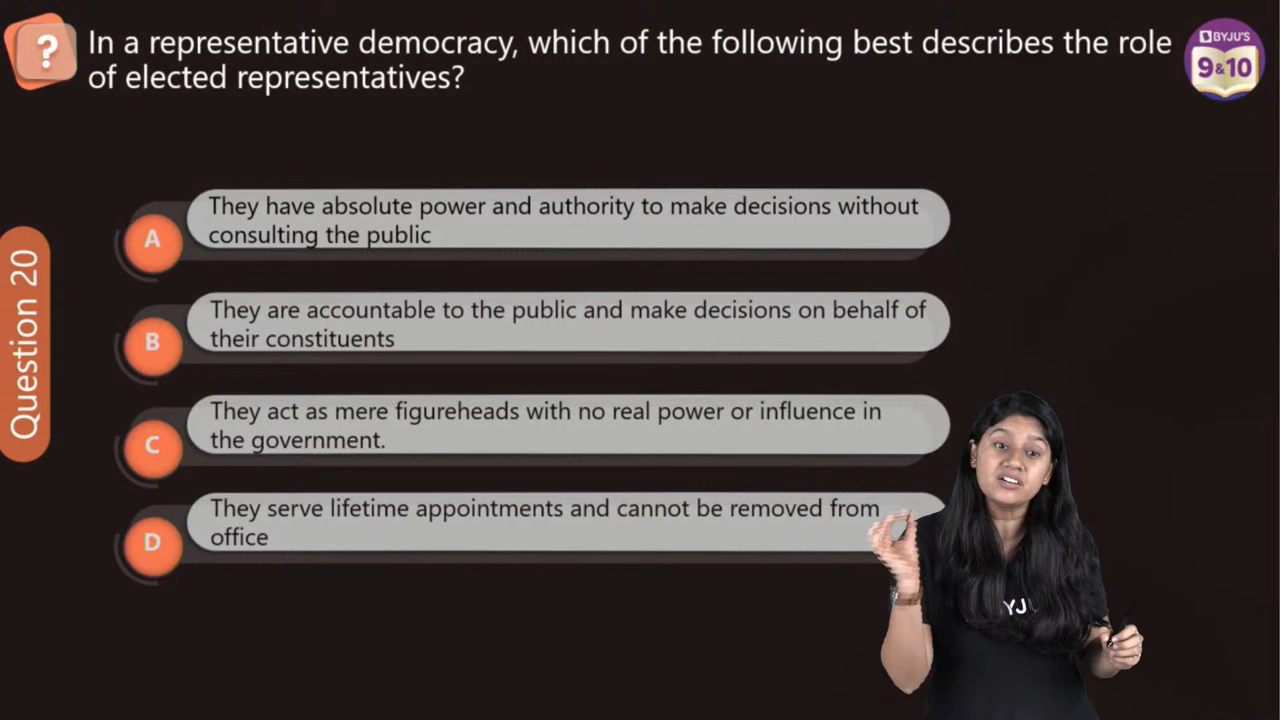 ?
In a representative democracy, which of the following best describes the role
of elected representatives?
BYJU'S
9&10
Question 20
A
They have absolute power and authority to make decisions without
consulting the public
B
They are accountable to the public and make decisions on behalf of
their constituents
C
They act as mere figureheads with no real power or influence in
the government.
D
They serve lifetime appointments and cannot be removed from
office
YJU